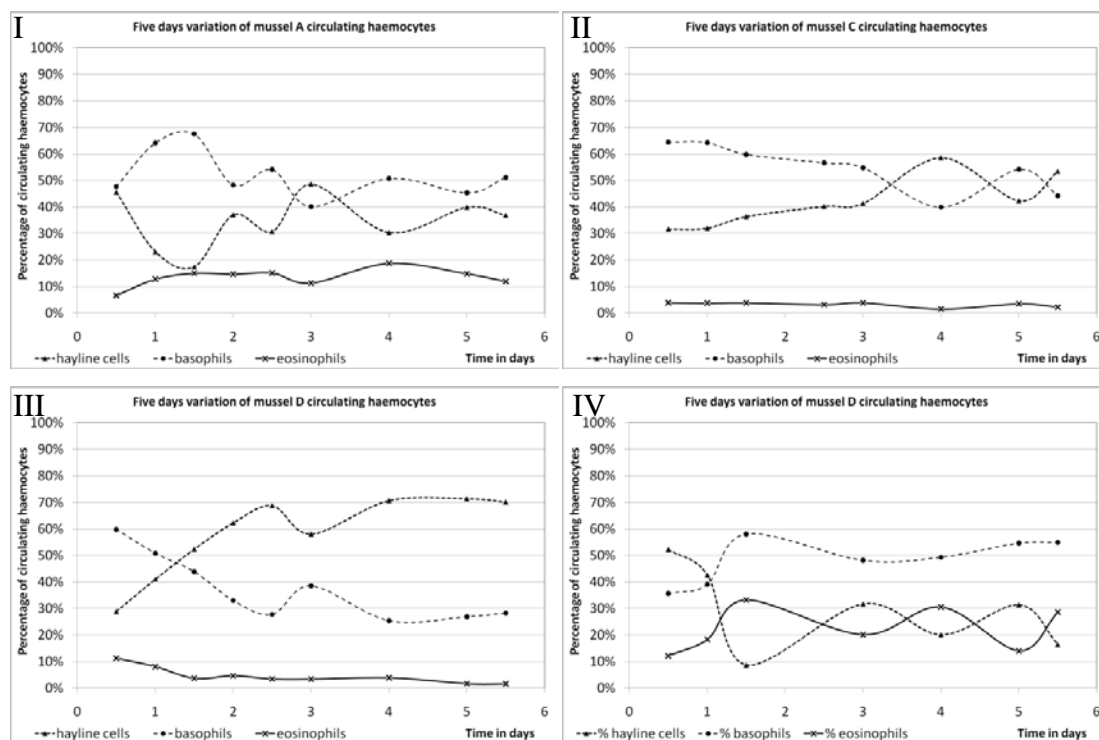 I
Five days variation of mussel A circulating haemocytes
Percentage of circulating haemocytes
100%
90%
80%
70%
60%
50%
40%
30%
20%
10%
0%
0 1 2 3 4 5 6
hayline cells basophils eosinophils Time in days
II
Five days variation of mussel C circulating haemocytes
Percentage of circulating haemocytes
100%
90%
80%
70%
60%
50%
40%
30%
20%
10%
0%
0 1 2 3 4 5 6
hayline cells basophils eosinophils Time in days
III
Five days variation of mussel D circulating haemocytes
Percentage of circulating haemocytes
100%
90%
80%
70%
60%
50%
40%
30%
20%
10%
0%
0 1 2 3 4 5 6
hayline cells basophils eosinophils Time in days
IV
Five days variation of mussel D circulating haemocytes
Percentage of circulating haemocytes
100%
90%
80%
70%
60%
50%
40%
30%
20%
10%
0%
0 1 2 3 4 5 6
% hayline cells % basophils % eosinophils Time in days